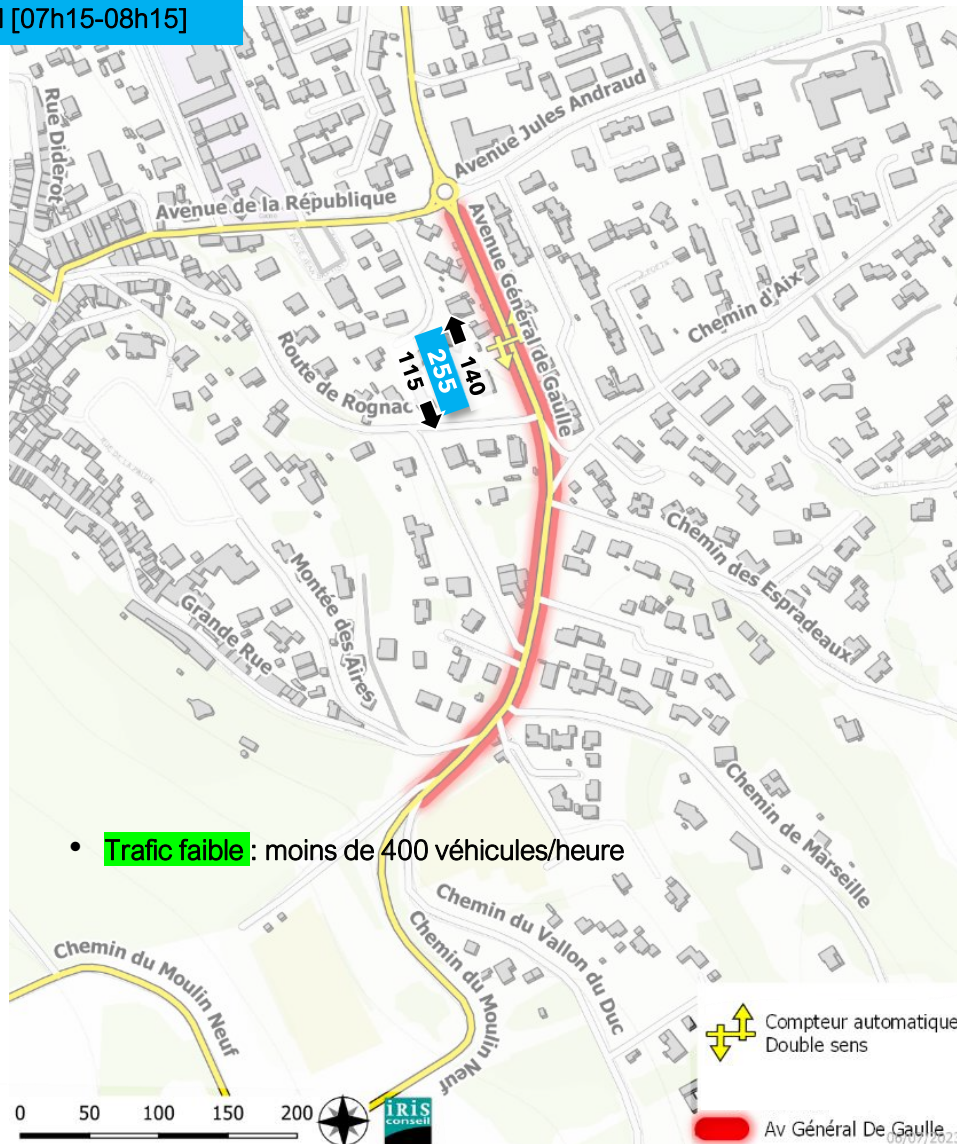 [07h15-08h15]
Rue Diderot
Avenue Jules Andraud
Avenue de la République
Avenue Général de Gaulle
Chemin d'Aix
115
255
140
Route de Rognac
Chemin des Espradeaux
Montée des Aires
Grande Rue
Chemin de Marseille
• Trafic faible : moins de 400 véhicules/heure
Chemin du Vallon du Duc
Chemin du Moulin Neuf
Chemin du Moulin Neuf
Compteur automatique
Double sens
0 50 100 150 200
iRiS
conseil
Av Général De Gaulle
06/07/2023